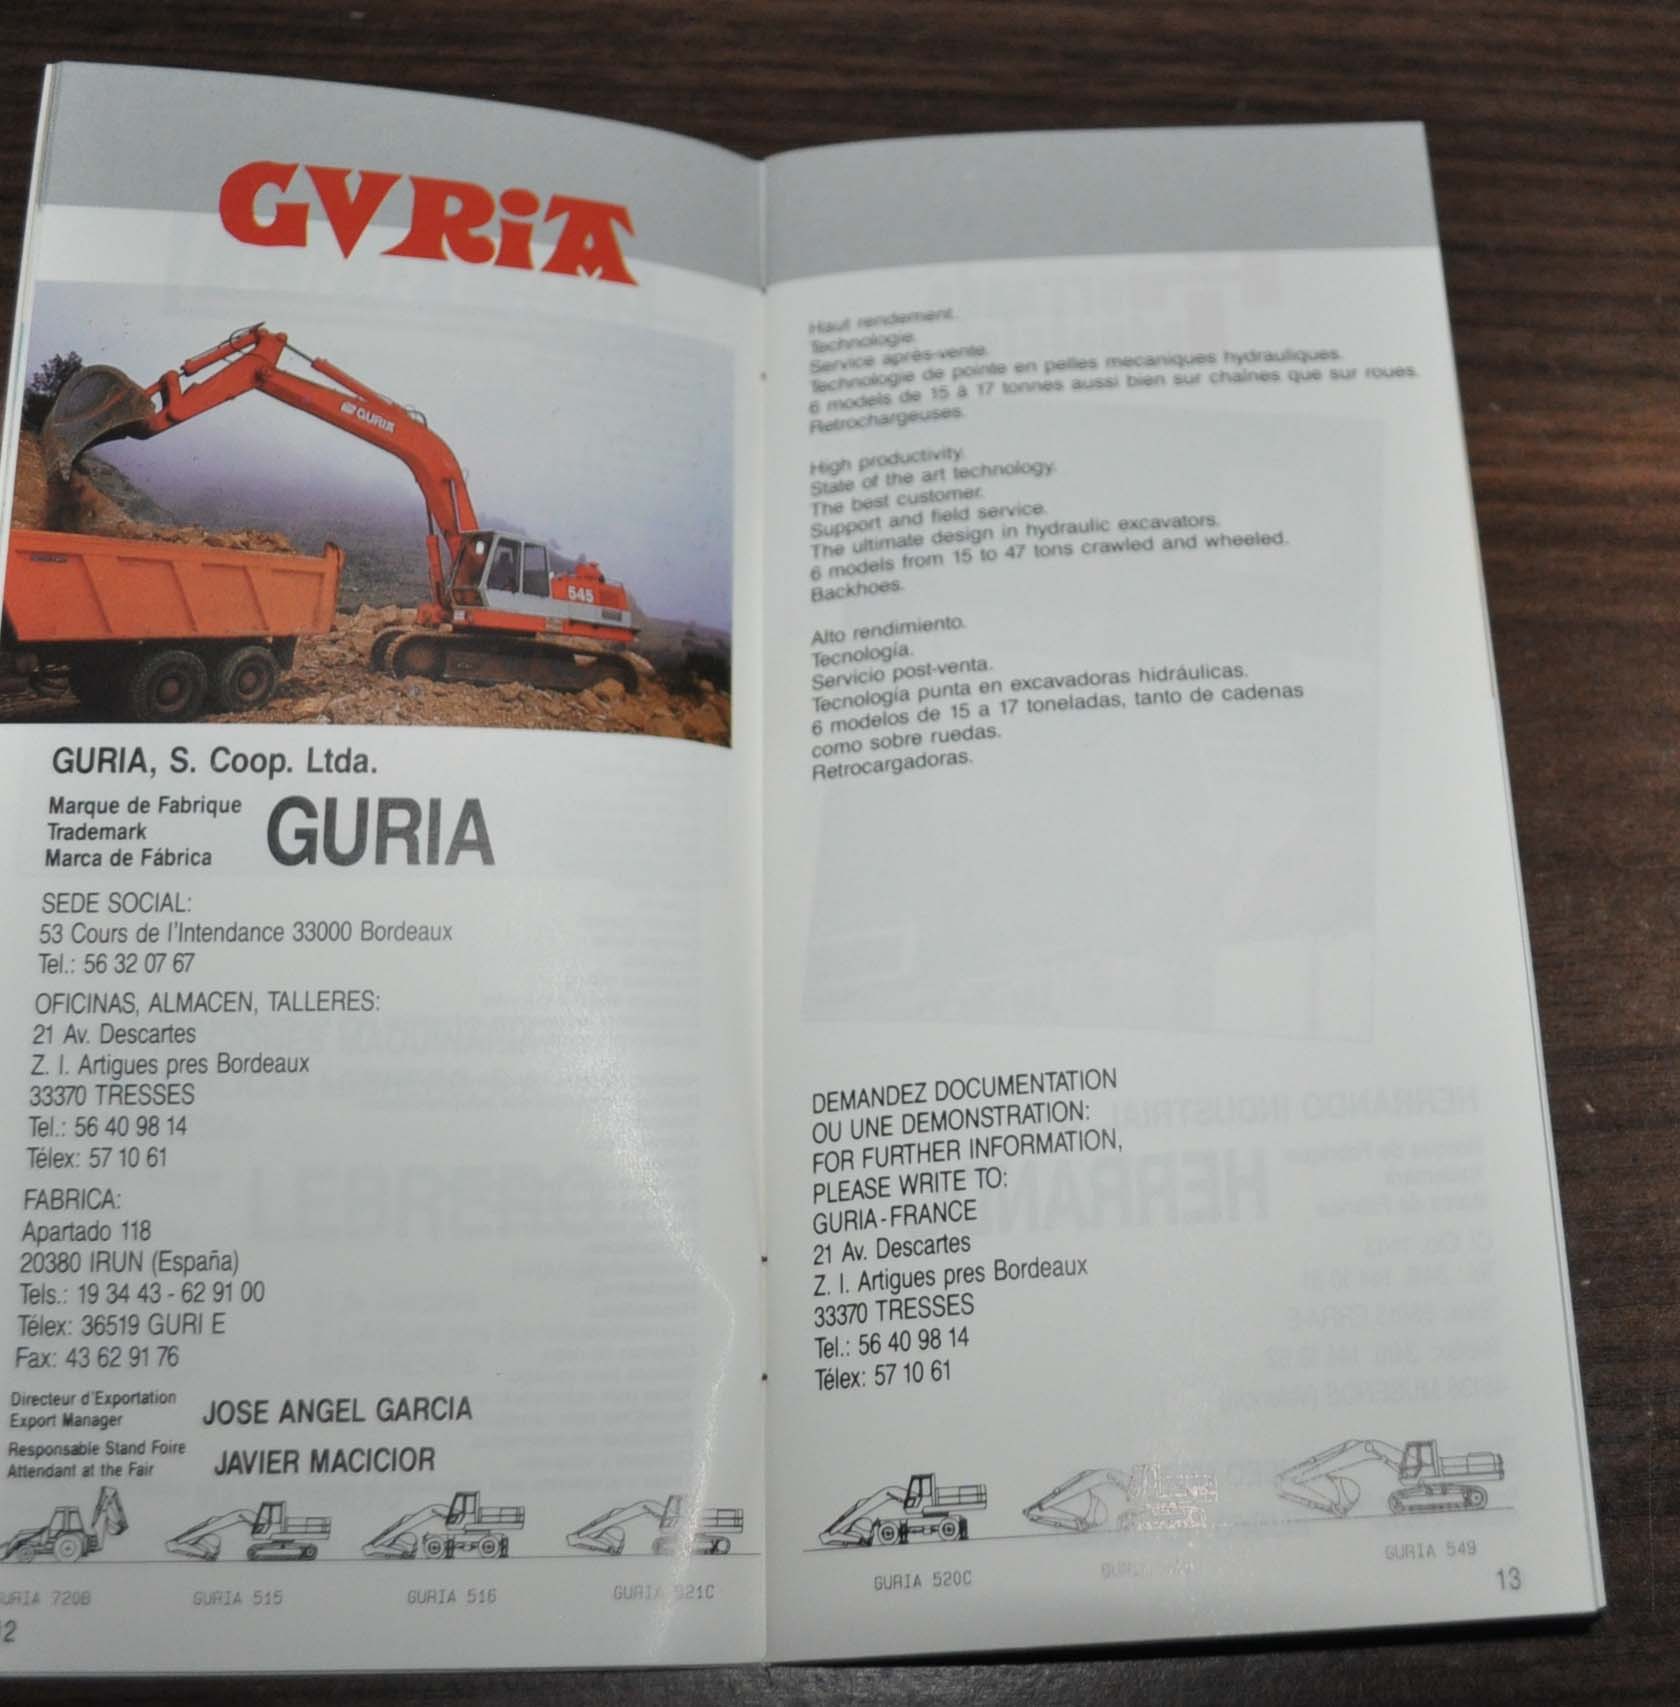 GVRiA
GURIA
545
GURIA, S. Coop. Ltda.
Marque de Fabrique
Trademark
Marca de Fábrica
GURIA
SEDE SOCIAL:
53 Cours de l'Intendance 33000 Bordeaux
Tel.: 56 32 07 67
OFICINAS, ALMACEN, TALLERES:
21 Av. Descartes
Z. I. Artigues pres Bordeaux
33370 TRESSES
Tel.: 56 40 98 14
Télex: 57 10 61
FABRICA:
Apartado 118
20380 IRUN (España)
Tels.: 19 34 43 - 62 91 00
Télex: 36519 GURI E
Fax: 43 62 91 76
Directeur d'Exportation
Export Manager
JOSE ANGEL GARCIA
Responsable Stand Foire
Attendant at the Fair
JAVIER MACICIOR
URIA 720B
GURIA 515
GURIA 516
GURIA 921C
2
Haut rendement.
Technologie.
Service après-vente.
Technologie de pointe en pelles mecaniques hydrauliques.
6 models de 15 à 17 tonnes aussi bien sur chaînes que sur roues.
Retrochargeuses.
High productivity.
State of the art technology.
The best customer.
Support and field service.
The ultimate design in hydraulic excavators.
6 models from 15 to 47 tons crawled and wheeled.
Backhoes.
Alto rendimiento.
Tecnología.
Servicio post-venta.
Tecnología punta en excavadoras hidráulicas.
6 modelos de 15 a 17 toneladas, tanto de cadenas
como sobre ruedas.
Retrocargadoras.
DEMANDEZ DOCUMENTATION
OU UNE DEMONSTRATION:
FOR FURTHER INFORMATION,
PLEASE WRITE TO:
GURIA-FRANCE
21 Av. Descartes
Z. I. Artigues pres Bordeaux
33370 TRESSES
Tel.: 56 40 98 14
Télex: 57 10 61
GURIA 520C
GURIA 549
13